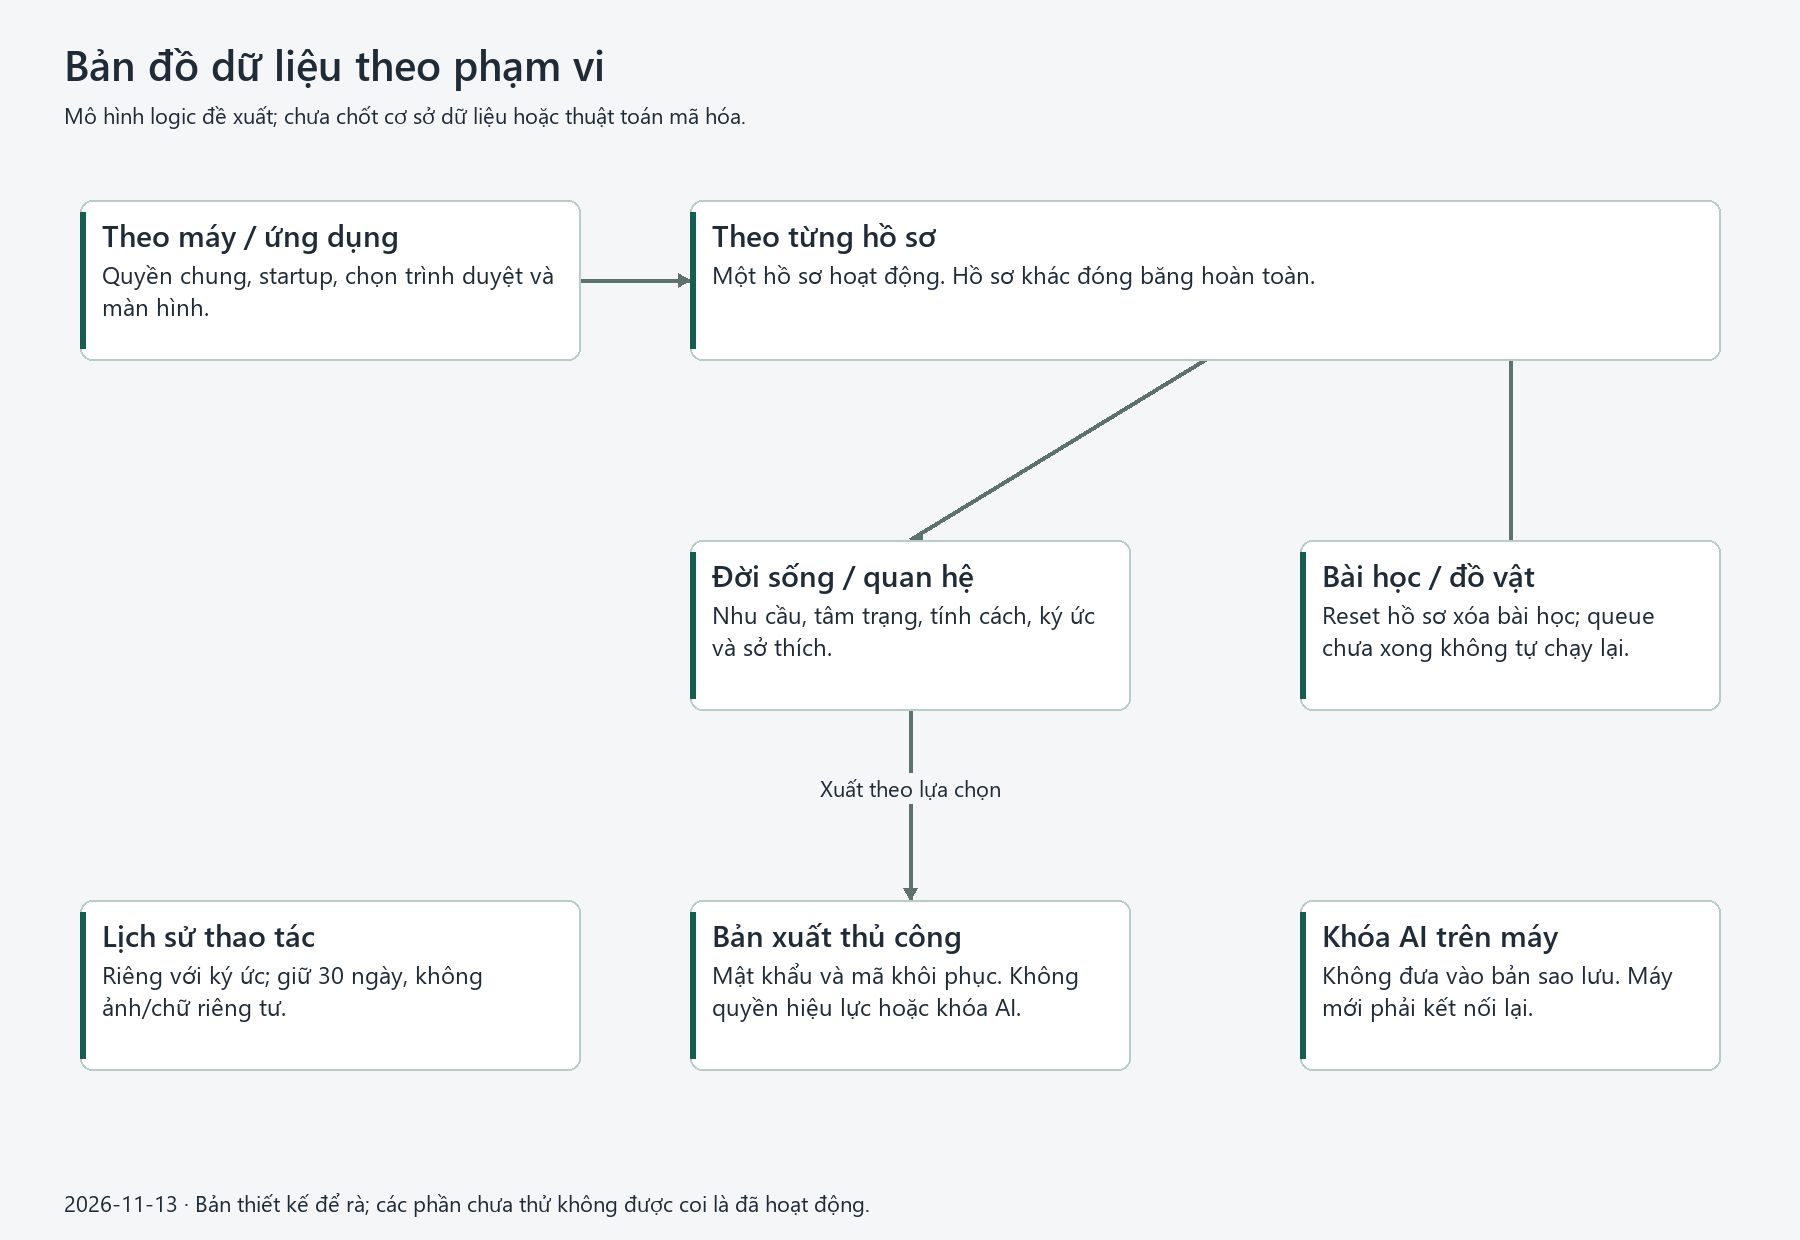 Bản đồ dữ liệu theo phạm vi
Mô hình logic đề xuất; chưa chốt cơ sở dữ liệu hoặc thuật toán mã hóa.
Theo máy / ứng dụng
Quyền chung, startup, chọn trình duyệt và
màn hình.
Theo từng hồ sơ
Một hồ sơ hoạt động. Hồ sơ khác đóng băng hoàn toàn.
Đời sống / quan hệ
Nhu cầu, tâm trạng, tính cách, ký ức
và sở thích.
Bài học / đồ vật
Reset hồ sơ xóa bài học; queue
chưa xong không tự chạy lại.
Xuất theo lựa chọn
Lịch sử thao tác
Riêng với ký ức; giữ 30 ngày, không
ảnh/chữ riêng tư.
Bản xuất thủ công
Mật khẩu và mã khôi phục. Không
quyền hiệu lực hoặc khóa AI.
Khóa AI trên máy
Không đưa vào bản sao lưu. Máy
mới phải kết nối lại.
2026-11-13 · Bản thiết kế để rà; các phần chưa thử không được coi là đã hoạt động.